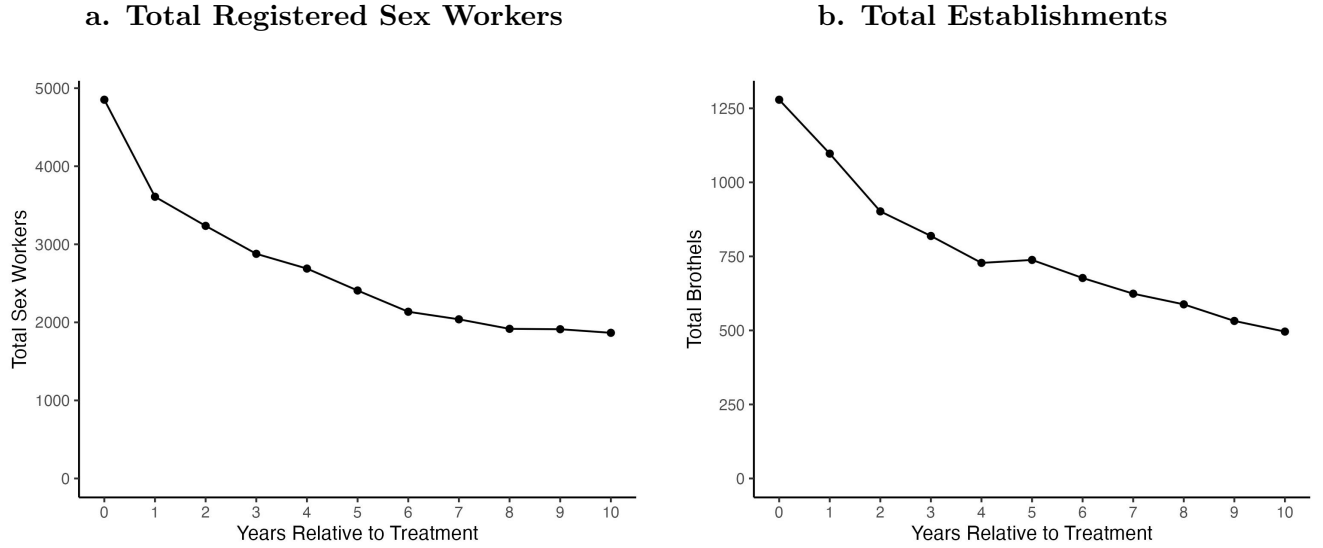 a. Total Registered Sex Workers
5000
4000
3000
2000
1000
0
Total Sex Workers
0 1 2 3 4 5 6 7 8 9 10
Years Relative to Treatment
b. Total Establishments
1250
1000
750
500
250
0
Total Brothels
0 1 2 3 4 5 6 7 8 9 10
Years Relative to Treatment